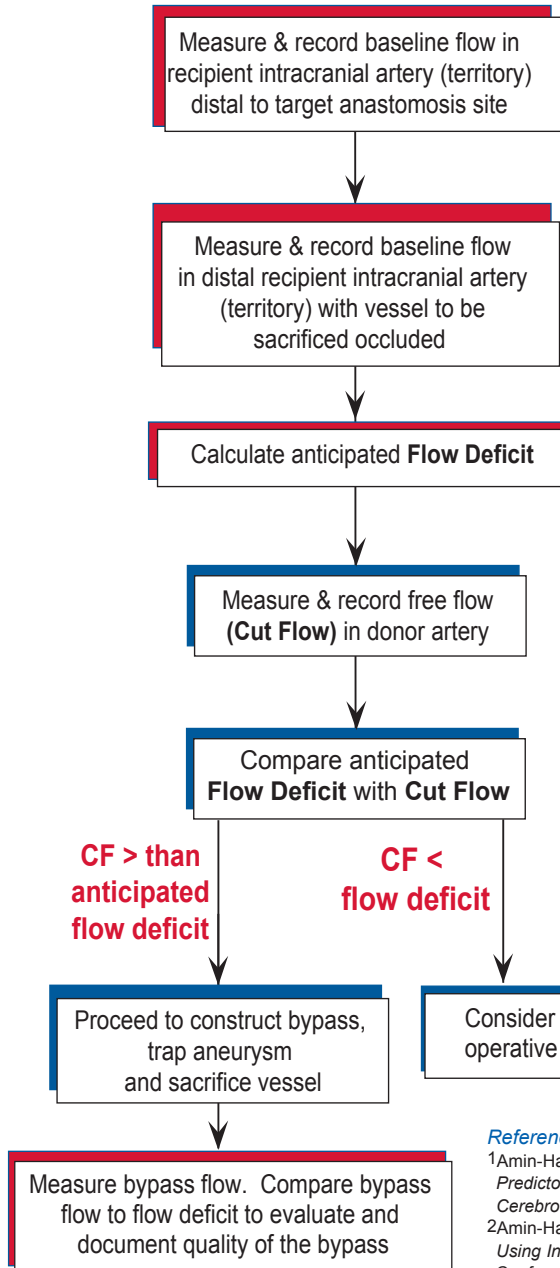 Measure & record baseline flow in
recipient intracranial artery (territory)
distal to target anastomosis site
Measure & record baseline flow
in distal recipient intracranial artery
(territory) with vessel to be
sacrificed occluded
Calculate anticipated Flow Deficit
Measure & record free flow
(Cut Flow) in donor artery
Compare anticipated
Flow Deficit with Cut Flow
CF > than
anticipated
flow deficit
CF <
flow deficit
Proceed to construct bypass,
trap aneurysm
and sacrifice vessel
Consider
operative
Measure bypass flow. Compare bypass
flow to flow deficit to evaluate and
document quality of the bypass
1Amin-Ha
2Amin-Ha
Using In